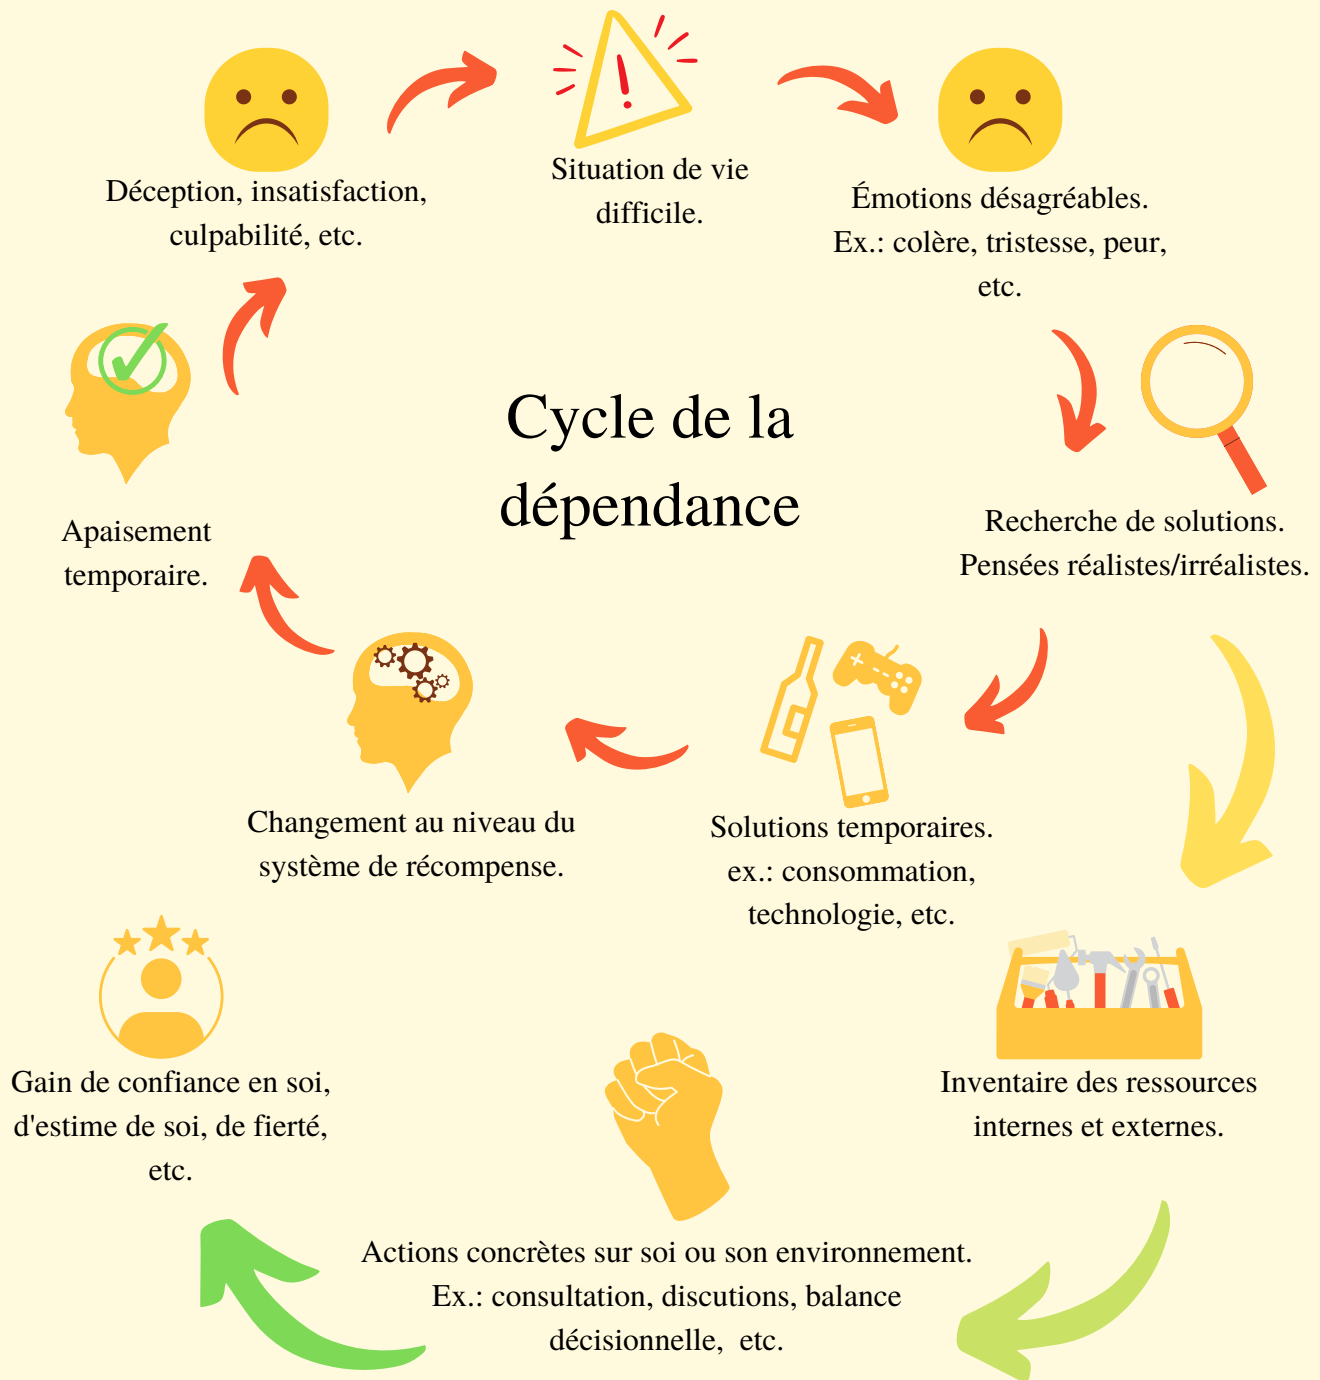 Situation de vie
difficile.
Émotions désagréables.
Ex.: colère, tristesse, peur,
etc.
Recherche de solutions.
Pensées réalistes/irréalistes.
Solutions temporaires.
ex.: consommation,
technologie, etc.
Changement au niveau du
système de récompense.
Apaisement
temporaire.
Déception, insatisfaction,
culpabilité, etc.
Cycle de la
dépendance
Inventaire des ressources
internes et externes.
Actions concrètes sur soi ou son environnement.
Ex.: consultation, discutions, balance
décisionnelle, etc.
Gain de confiance en soi,
d'estime de soi, de fierté,
etc.